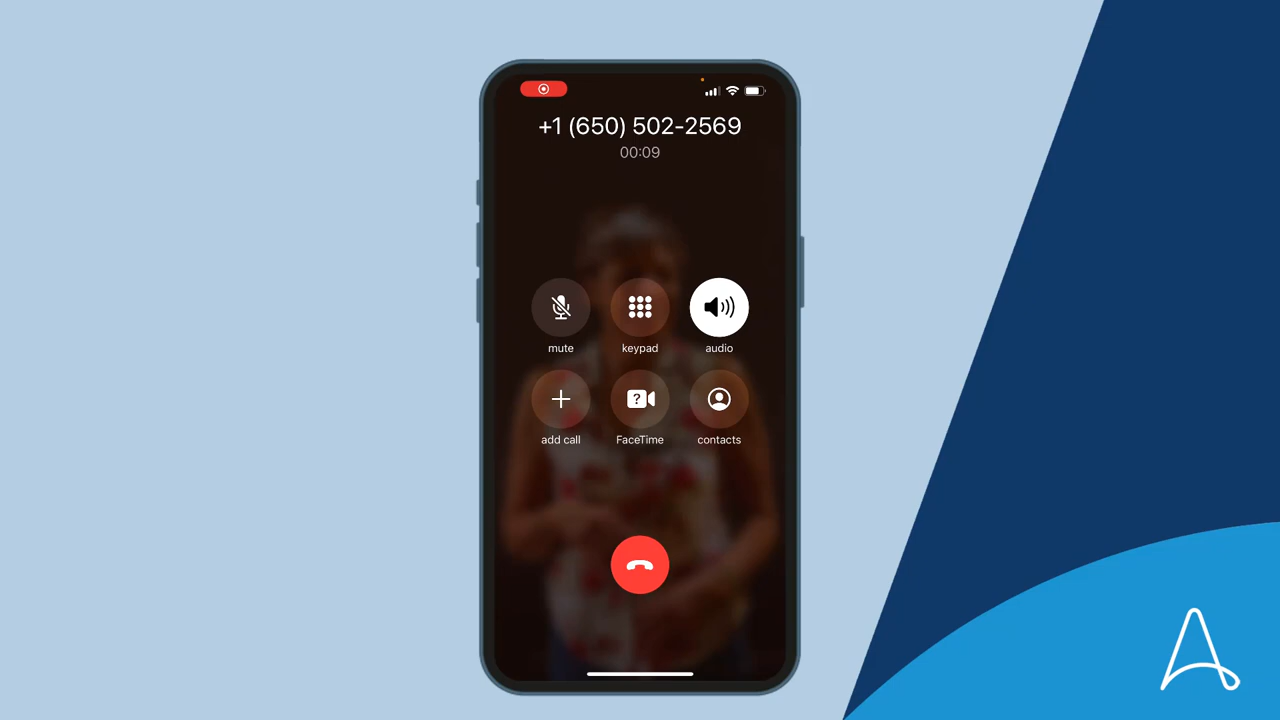 +1 (650) 502-2569
00:09
mute
keypad
audio
add call
FaceTime
contacts